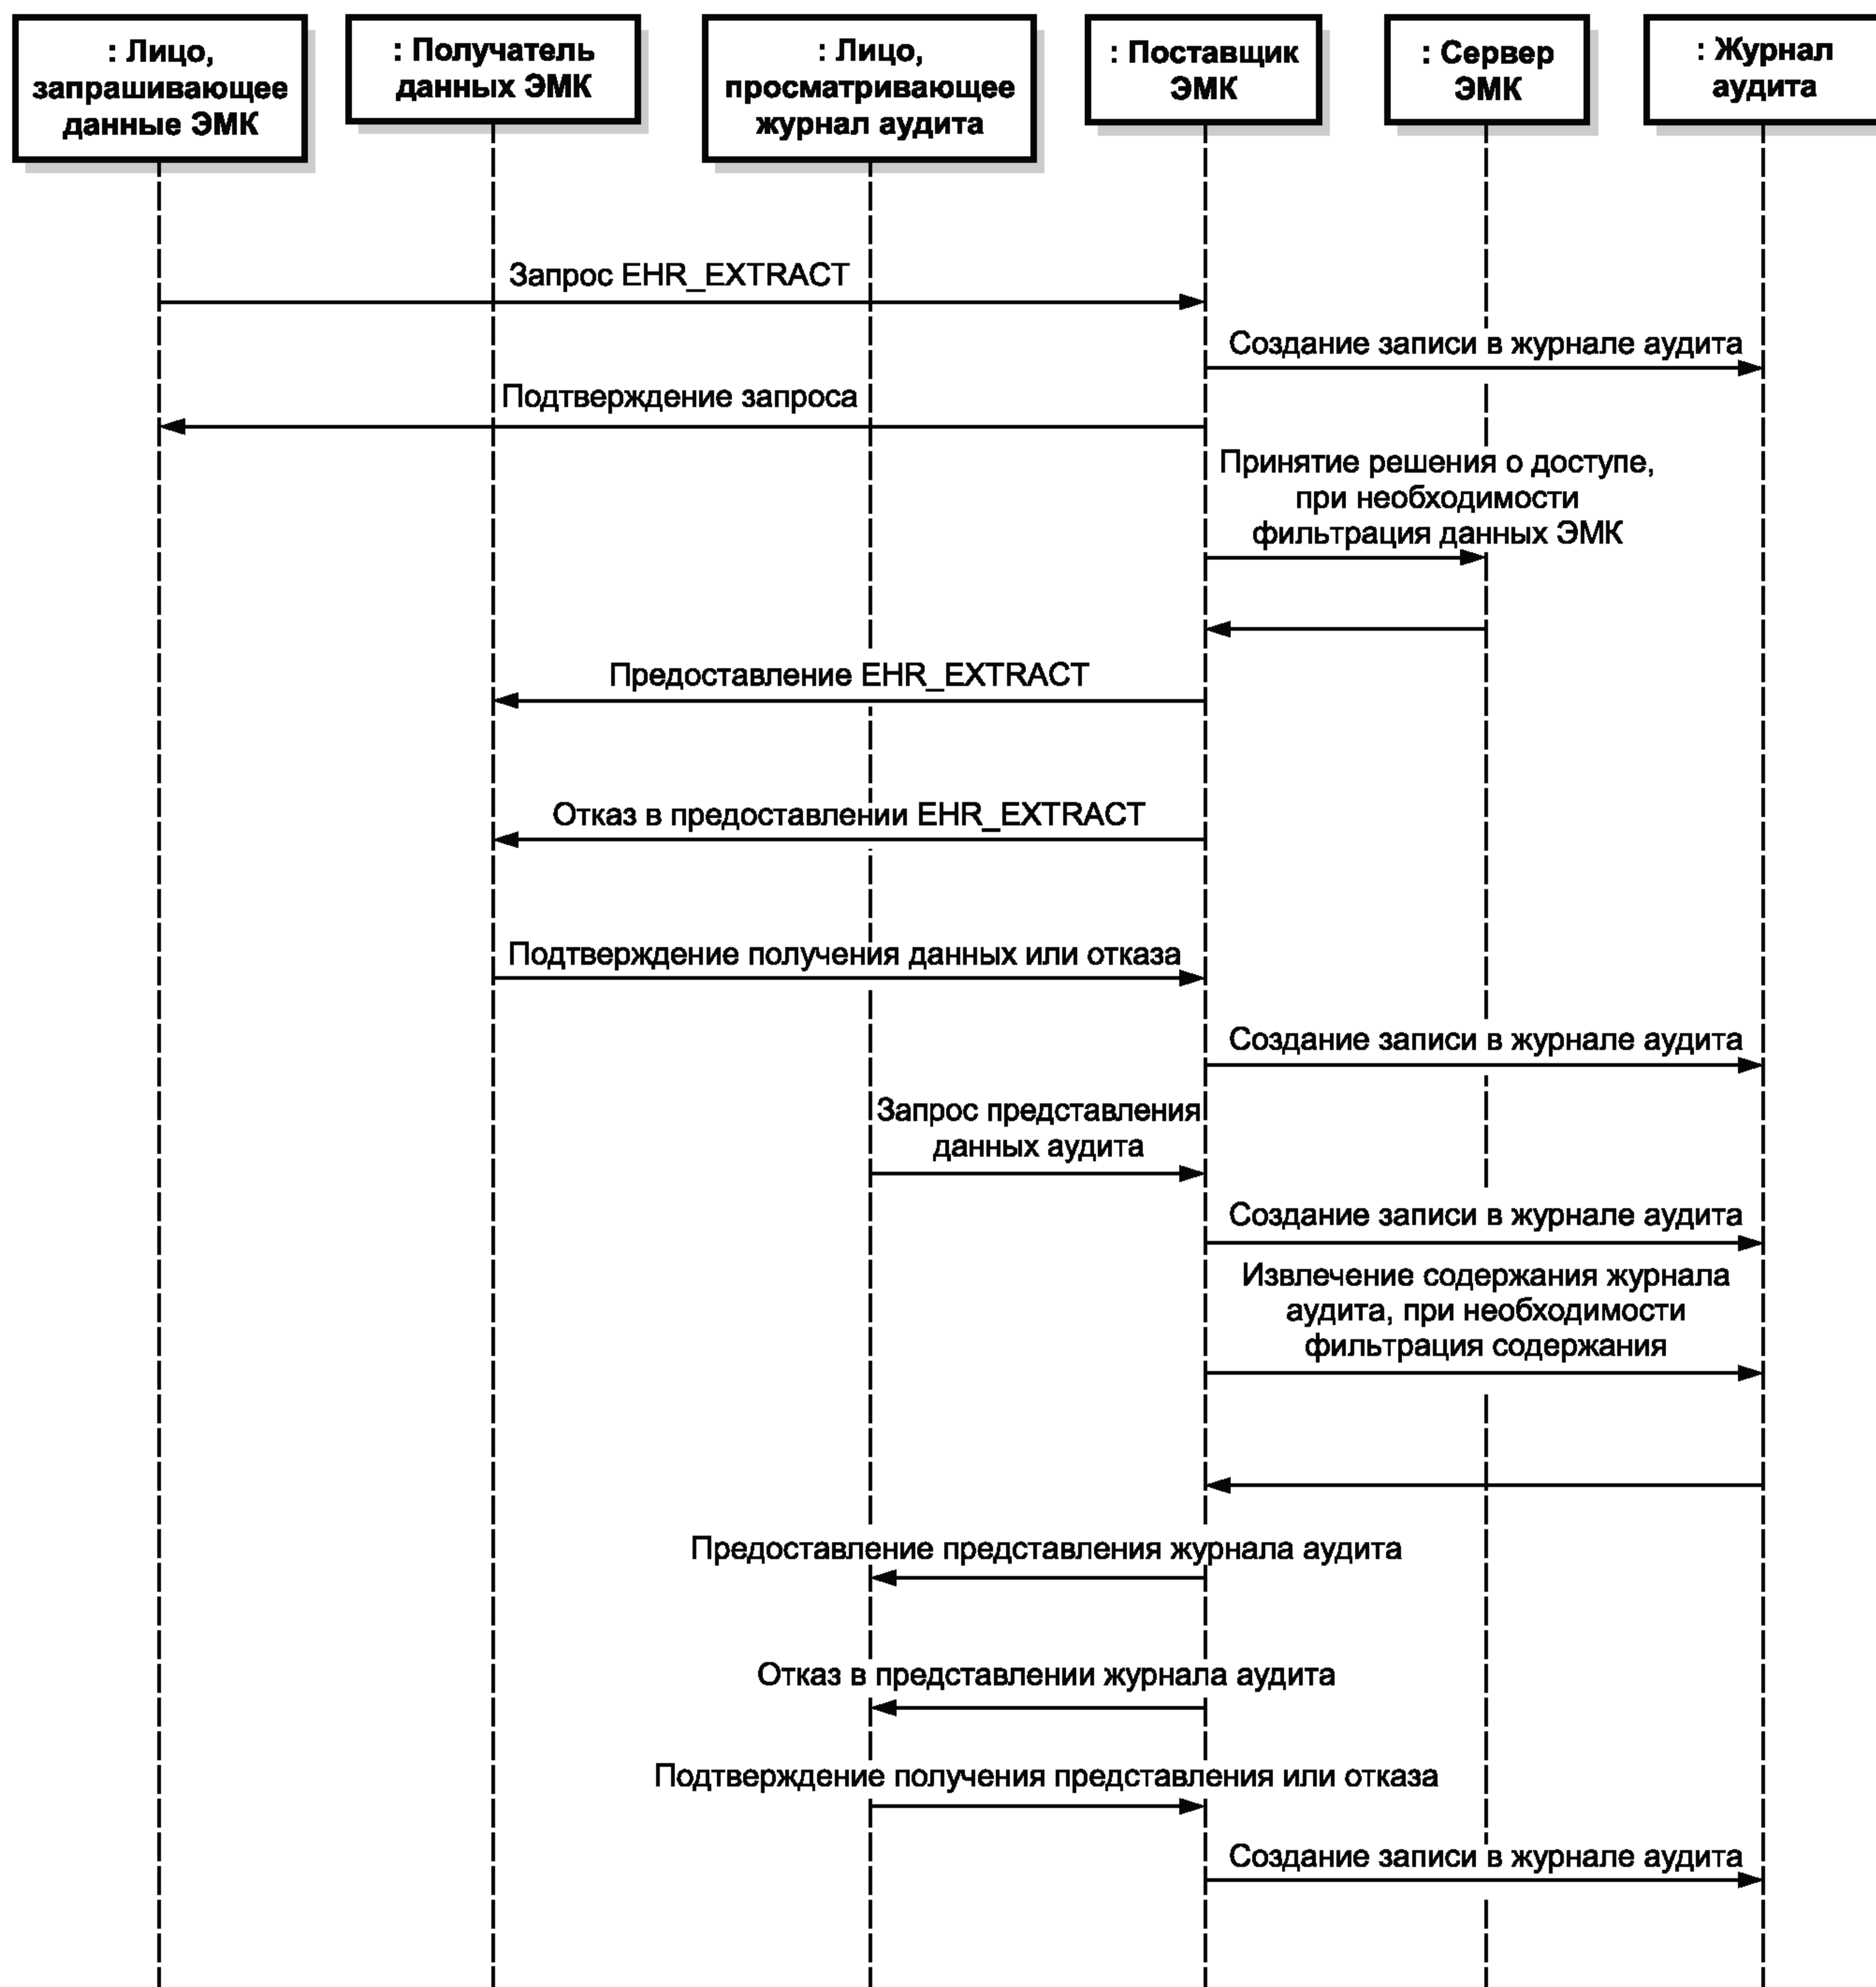 : Лицо,
запрашивающее
данные ЭМК
: Получатель
данных ЭМК
: Лицо,
просматривающее
журнал аудита
: Поставщик
ЭМК
: Сервер
ЭМК
: Журнал
аудита
Запрос EHR_EXTRACT
Создание записи в журнале аудита
Подтверждение запроса
Принятие решения о доступе,
при необходимости
фильтрация данных ЭМК
Предоставление EHR_EXTRACT
Отказ в предоставлении EHR_EXTRACT
Подтверждение получения данных или отказа
Создание записи в журнале аудита
Запрос представления
данных аудита
Создание записи в журнале аудита
Извлечение содержания журнала
аудита, при необходимости
фильтрация содержания
Предоставление представления журнала аудита
Отказ в представлении журнала аудита
Подтверждение получения представления или отказа
Создание записи в журнале аудита